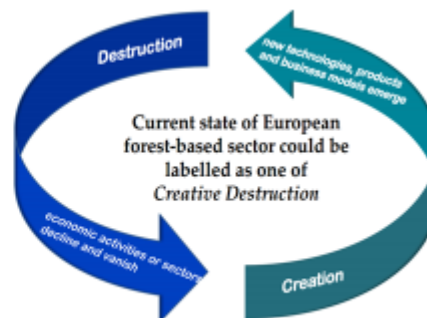 Destruction
new technologies, products
and business models emerge
Current state of European
forest-based sector could be
labelled as one of
Creative Destruction
economic activities or sectors
decline and vanish
Creation